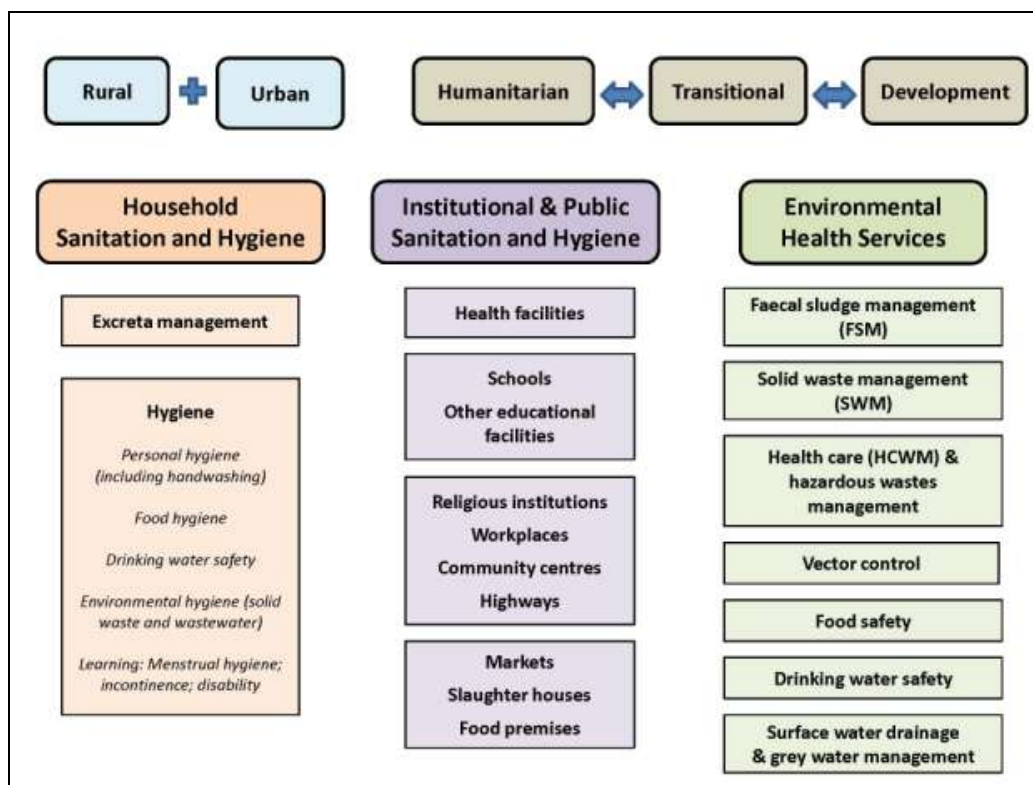 Rural
Urban
Humanitarian
Transitional
Development
Household
Sanitation and Hygiene
Excreta management
Hygiene
Personal hygiene
(including handwashing)
Food hygiene
Drinking water safety
Environmental hygiene (solid
waste and wastewater)
Learning: Menstrual hygiene;
incontinence; disability
Institutional & Public
Sanitation and Hygiene
Health facilities
Schools
Other educational
facilities
Religious institutions
Workplaces
Community centres
Highways
Markets
Slaughter houses
Food premises
Environmental
Health Services
Faecal sludge management
(FSM)
Solid waste management
(SWM)
Health care (HCWM) &
hazardous wastes
management
Vector control
Food safety
Drinking water safety
Surface water drainage
& grey water management